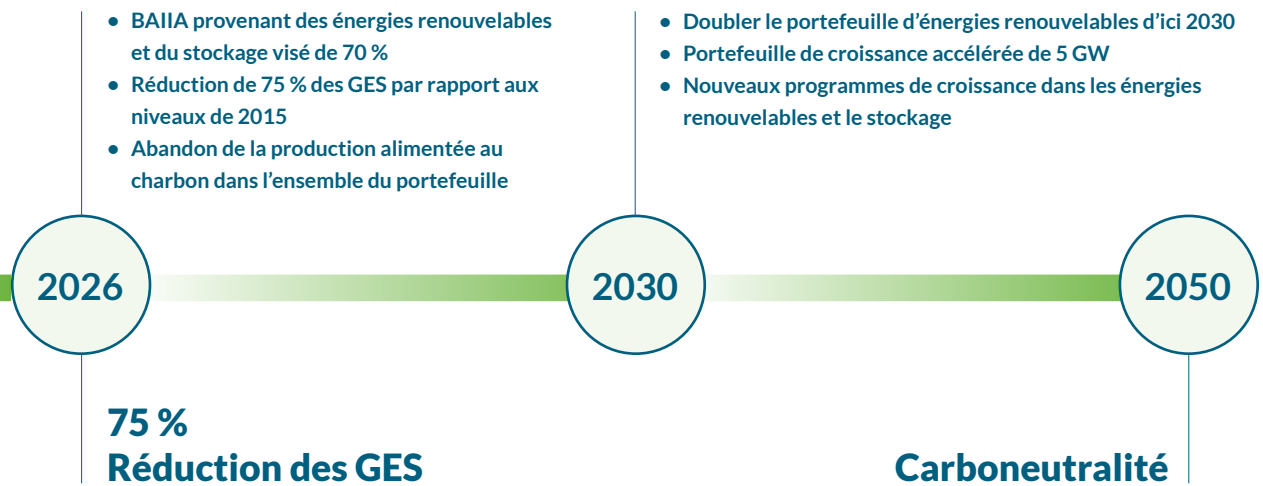 • BAIIA provenant des énergies renouvelables
et du stockage visé de 70 %
• Réduction de 75 % des GES par rapport aux
niveaux de 2015
• Abandon de la production alimentée au
charbon dans l’ensemble du portefeuille
• Doubler le portefeuille d’énergies renouvelables d’ici 2030
• Portefeuille de croissance accélérée de 5 GW
• Nouveaux programmes de croissance dans les énergies
renouvelables et le stockage
2026
2030
2050
75 %
Réduction des GES
Carboneutralité